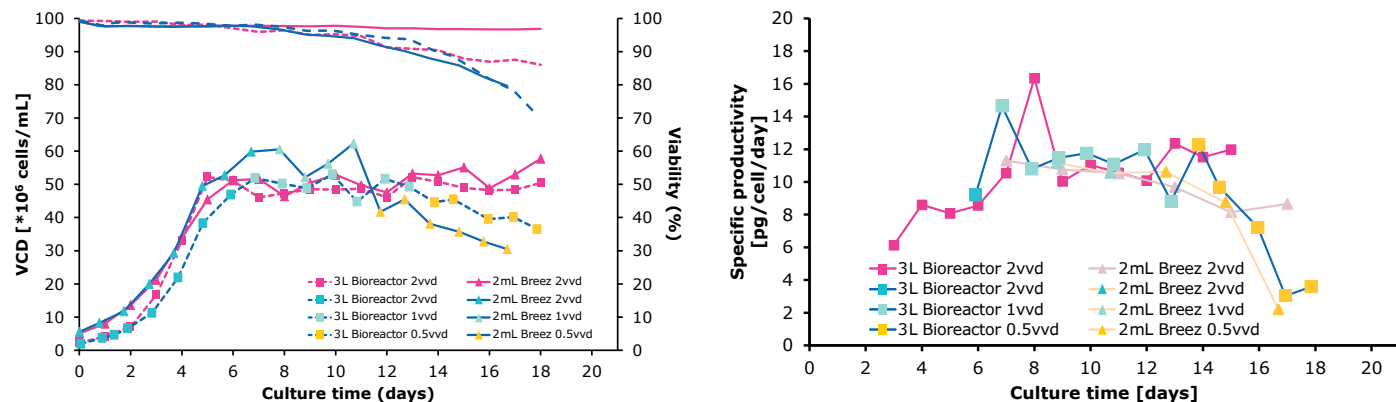 VCD [*10⁶ cells/mL]
100
90
80
70
60
50
40
30
20
10
0
100
90
80
70
60
50
40
30
20
10
0
Viability (%)
3L Bioreactor 2vvd
3L Bioreactor 2vvd
3L Bioreactor 1vvd
3L Bioreactor 0.5vvd
2mL Breez 2vvd
2mL Breez 2vvd
2mL Breez 1vvd
2mL Breez 0.5vvd
0 2 4 6 8 10 12 14 16 18 20
Culture time (days)
Specific productivity
[pg/cell/day]
20
18
16
14
12
10
8
6
4
2
0
3L Bioreactor 2vvd
3L Bioreactor 2vvd
3L Bioreactor 1vvd
3L Bioreactor 0.5vvd
2mL Breez 2vvd
2mL Breez 2vvd
2mL Breez 1vvd
2mL Breez 0.5vvd
0 2 4 6 8 10 12 14 16 18 20
Culture time [days]